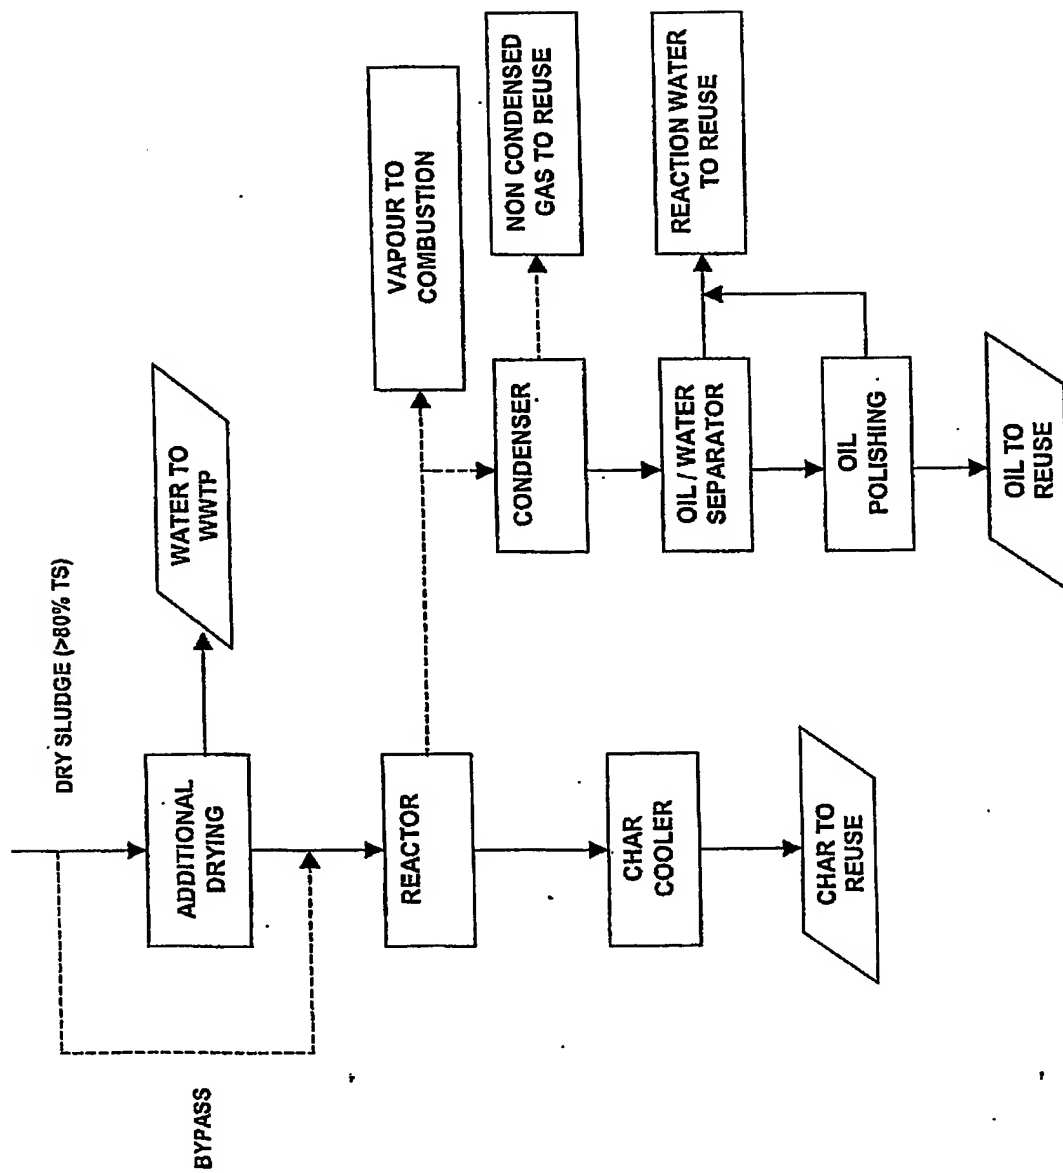 DRY SLUDGE (>80% TS)
BYPASS
ADDITIONAL
DRYING
WATER TO
WWTP
REACTOR
VAPOUR TO
COMBUSTION
CONDENSER
NON CONDENSED
GAS TO REUSE
CHAR
COOLER
OIL / WATER
SEPARATOR
REACTION WATER
TO REUSE
OIL
POLISHING
CHAR TO
REUSE
OIL TO
REUSE